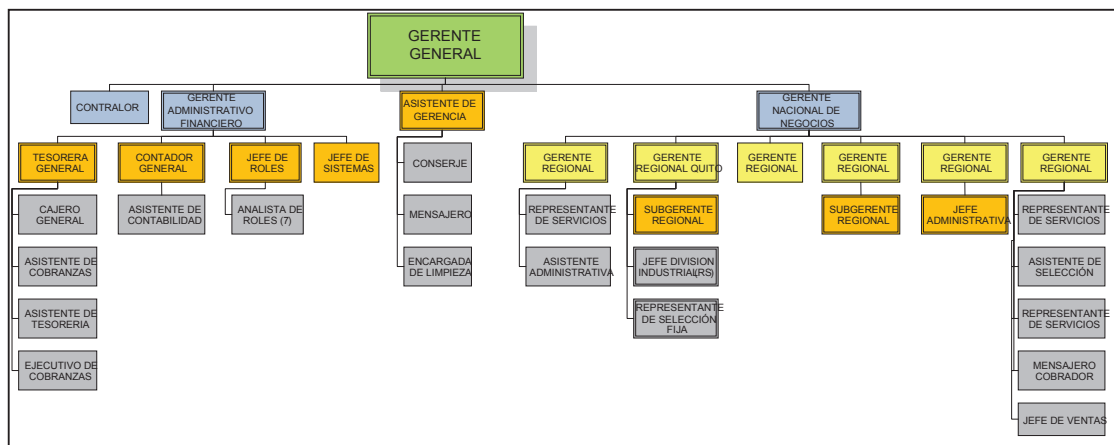 GERENTE
GENERAL
CONTRALOR
GERENTE
ADMINISTRATIVO
FINANCIERO
ASISTENTE DE
GERENCIA
GERENTE
NACIONAL DE
NEGOCIOS
TESORERA
GENERAL
CONTADOR
GENERAL
JEFE DE
ROLES
JEFE DE
SISTEMAS
CONSERJE
GERENTE
REGIONAL
GERENTE
REGIONAL QUITO
GERENTE
REGIONAL
GERENTE
REGIONAL
GERENTE
REGIONAL
GERENTE
REGIONAL
CAJERO
GENERAL
ASISTENTE DE
CONTABILIDAD
ANALISTA DE
ROLES (7)
MENSAJERO
REPRESENTANTE
DE SERVICIOS
SUBGERENTE
REGIONAL
SUBGERENTE
REGIONAL
JEFE
ADMINISTRATIVA
REPRESENTANTE
DE SERVICIOS
ASISTENTE DE
COBRANZAS
ENCARGADA
DE LIMPIEZA
ASISTENTE
ADMINISTRATIVA
JEFE DIVISION
INDUSTRIAL(RS)
ASISTENTE DE
SELECCIÓN
ASISTENTE DE
TESORERIA
REPRESENTANTE
DE SELECCIÓN
FIJA
REPRESENTANTE
DE SERVICIOS
EJECUTIVO DE
COBRANZAS
MENSAJERO
COBRADOR
JEFE DE VENTAS